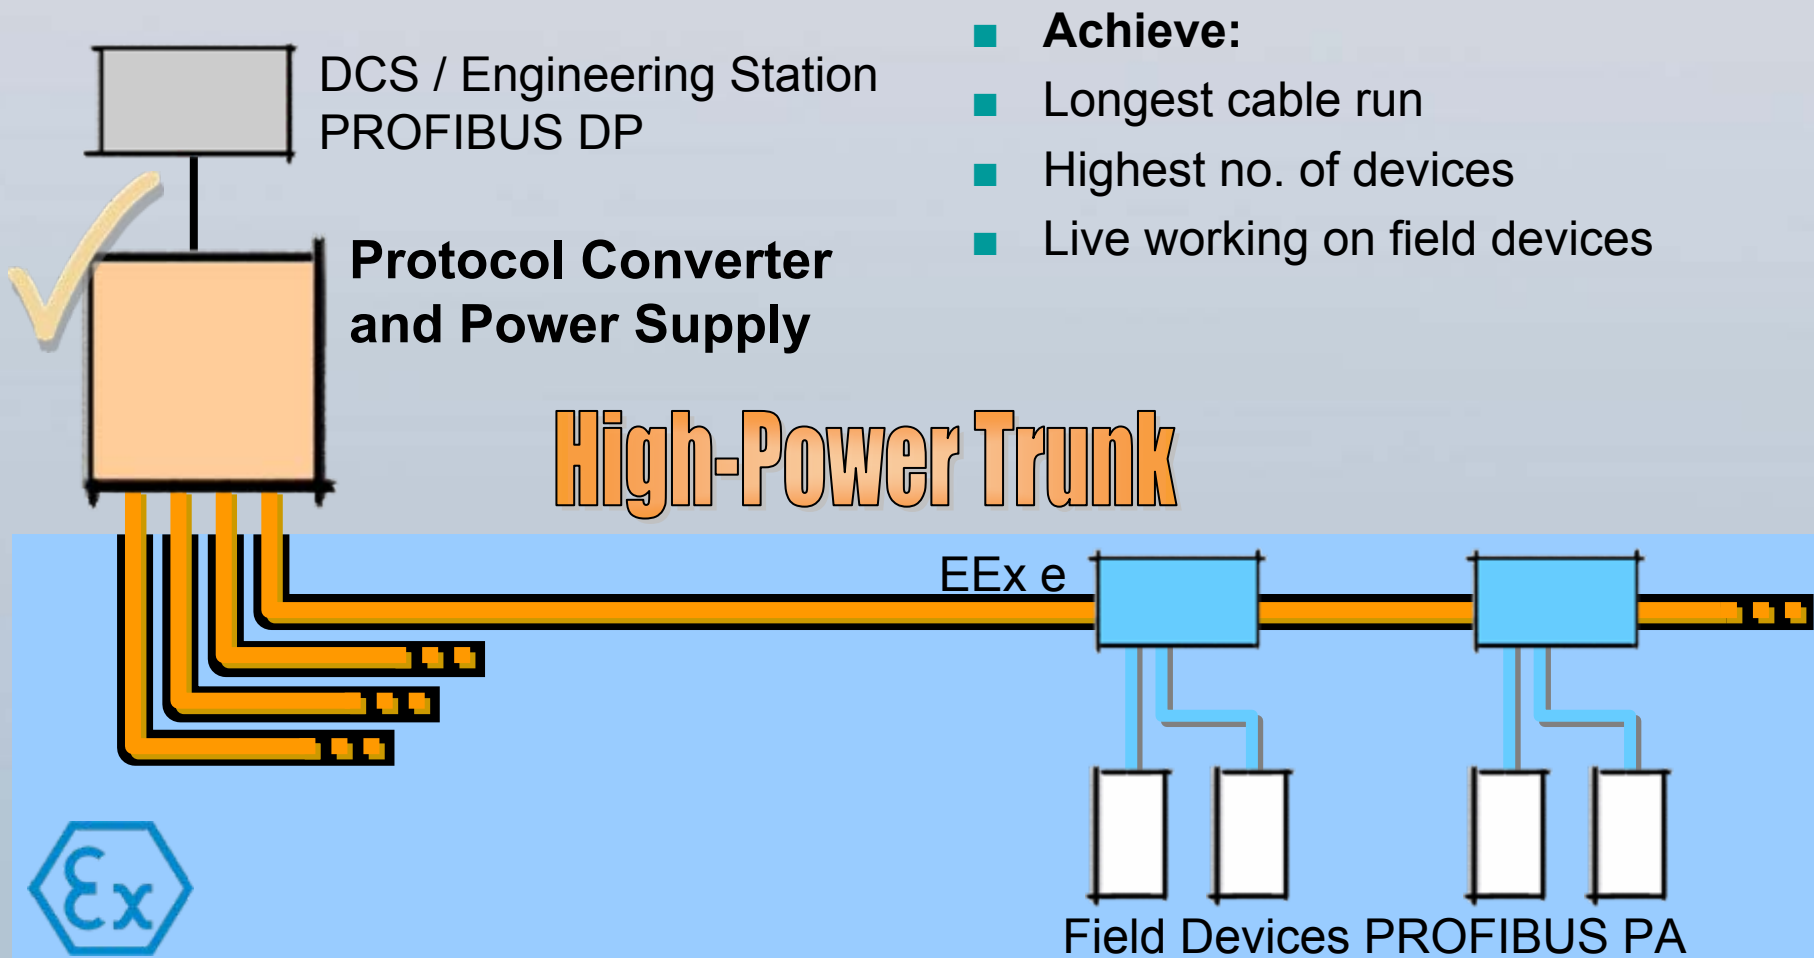 DCS / Engineering Station
PROFIBUS DP
Protocol Converter
and Power Supply
Achieve:
Longest cable run
Highest no. of devices
Live working on field devices
High-Power Trunk
EEx e
Ex
Field Devices PROFIBUS PA